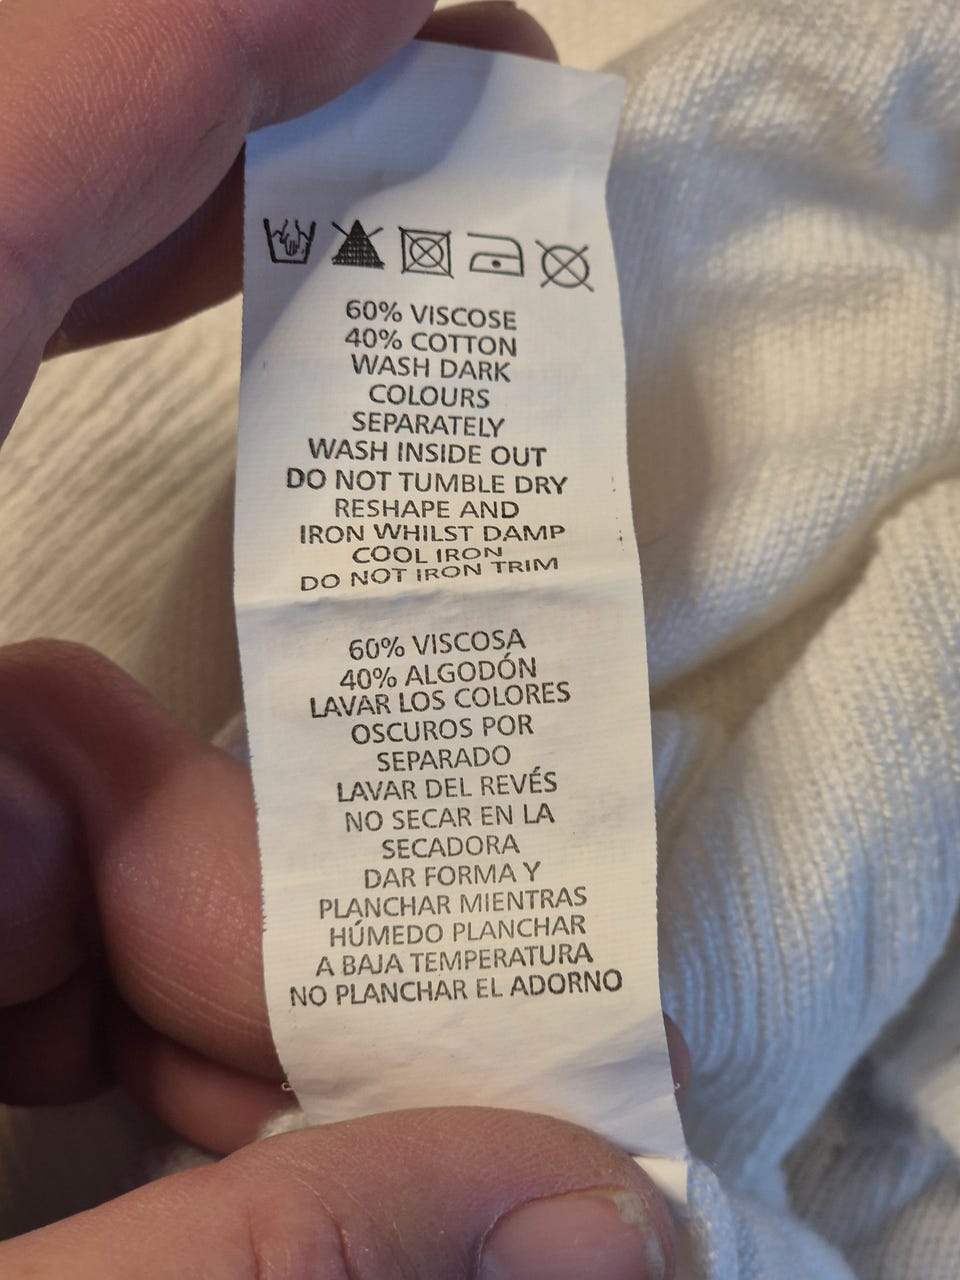 60% VISCOSE
40% COTTON
WASH DARK
COLOURS
SEPARATELY
WASH INSIDE OUT
DO NOT TUMBLE DRY
RESHAPE AND
IRON WHILST DAMP
COOL IRON
DO NOT IRON TRIM
60% VISCOSA
40% ALGODÓN
LAVAR LOS COLORES
OSCUROS POR
SEPARADO
LAVAR DEL REVÉS
NO SECAR EN LA
SECADORA
DAR FORMA Y
PLANCHAR MIENTRAS
HÚMEDO PLANCHAR
A BAJA TEMPERATURA
NO PLANCHAR EL ADORNO